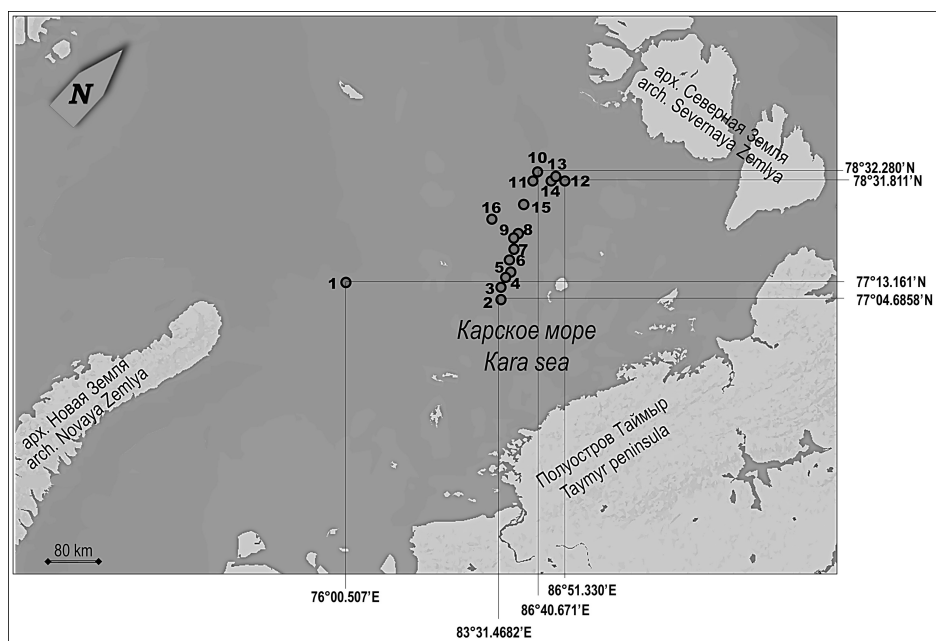 N
арх. Северная Земля
arch. Severnaya Zemlya
10
13
78°32.280'N
11
14
12
78°31.811'N
15
16
9
8
7
5
6
1
4
77°13.161'N
3
2
77°04.6858'N
Карское море
Kara sea
арх. Новая Земля
arch. Novaya Zemlya
Полуостров Таймыр
Taymyr peninsula
80 km
76°00.507'E
86°51.330'E
86°40.671'E
83°31.4682'E